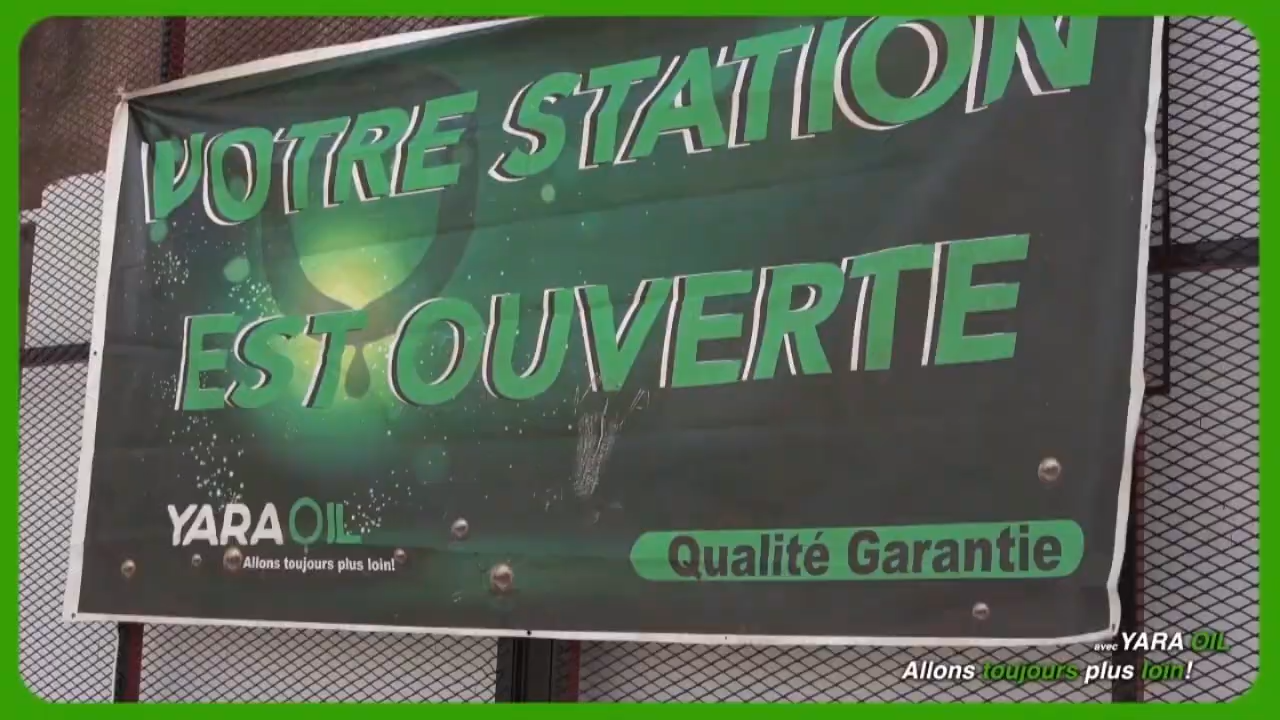 VOTRE STATION
EST OUVERTE
YARA OIL
Allons toujours plus loin!
Qualité Garantie
avec YARA OIL
Allons toujours plus loin!